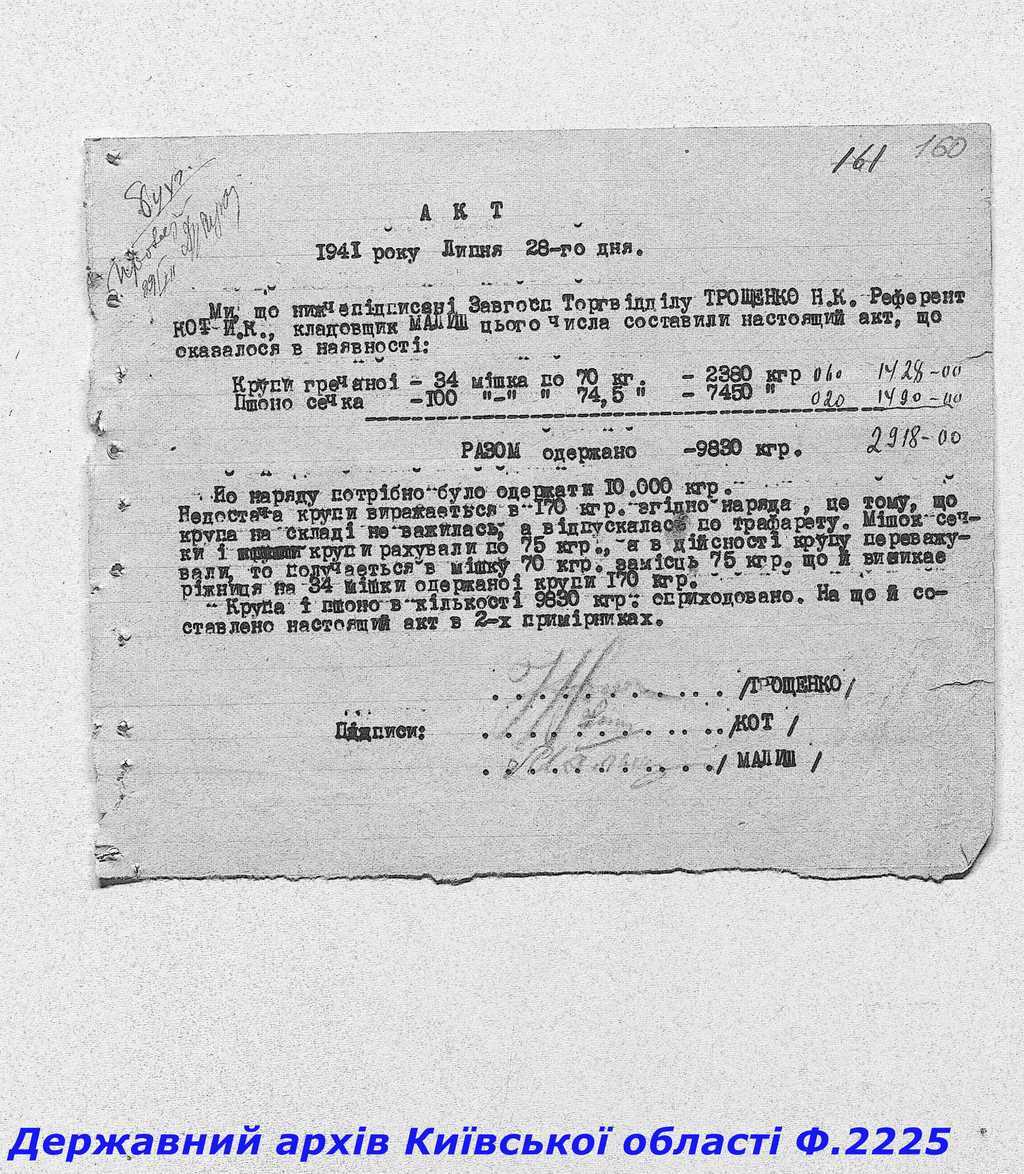 161 160
Бух.
Провести
29/VII
А К Т
1941 року Липня 28-го дня.
Ми, що нижчепідписані Завгосп Торгвідділу ТРОЩЕНКО Н.К. Референт
КОТ И.К., кладовщик МАЛИШ цього числа составили настоящий акт, що
оказалося в наявності:
Крупи гречаної - 34 мішка по 70 кг. - 2380 кгр 060 1428-00
Пшоно сечка -100 "-" " 74,5 " - 7450 " 020 1490-00
РАЗОМ одержано -9830 кгр. 2918-00
По наряду потрібно було одержати 10.000 кгр.
Недостача крупи виражається в 170 кгр. згідно наряда, це тому, що
крупа на складі не важилась, а відпускалась по трафарету. Мішок сеч-
ки і крупи рахували по 75 кгр., а в дійсності крупу переважу-
вали, то получається в мішку 70 кгр. замісць 75 кгр. що й виникае
ріжниця на 34 мішки одержаної крупи 170 кгр.
Крупа і пшоно в кількості 9830 кгр. оприходовано. На що й со-
ставлено настоящий акт в 2-х примірниках.
/ТРОЩЕНКО/
Підписи: /КОТ /
/ МАЛИШ /
Державний архів Київської області Ф.2225